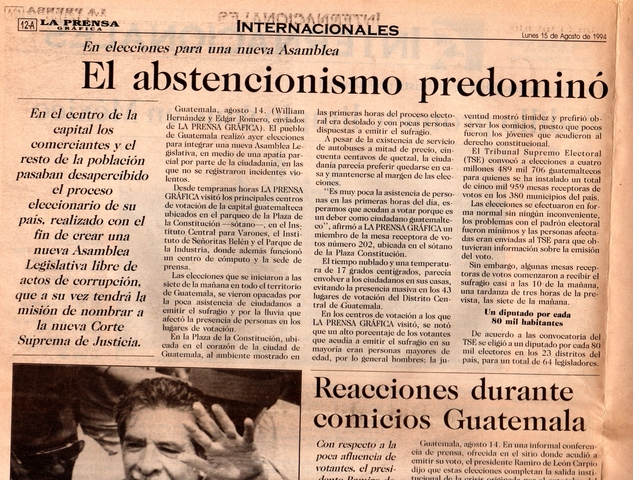 12-A LA PRENSA
GRÁFICA
INTERNACIONALES
Lunes 15 de Agosto de 1994
En elecciones para una nueva Asamblea
El abstencionismo predominó
En el centro de la
capital los
comerciantes y el
resto de la población
pasaban desapercibido
el proceso
eleccionario de su
país, realizado con el
fin de crear una
nueva Asamblea
Legislativa libre de
actos de corrupción,
que a su vez tendrá la
misión de nombrar a
la nueva Corte
Suprema de Justicia.
Guatemala, agosto 14. (William
Hernández y Edgar Romero, enviados
de LA PRENSA GRÁFICA). El pueblo
de Guatemala realizó ayer elecciones
para integrar una nueva Asamblea Le-
gislativa, en medio de una apatía par-
cial por parte de la ciudadanía, en las
que no se registraron incidentes vio-
lentos.
Desde tempranas horas LA PRENSA
GRÁFICA visitó los principales centros
de votación de la capital guatemalteca
ubicados en el parqueo de la Plaza de la
Constitución —sótano—, en el Ins-
tituto Central para Varones, el Insti-
tuto de Señoritas Belén y el Parque de
la Industria, donde además funcionó
un centro de cómputo y la sede de
prensa.
Las elecciones que se iniciaron a las
siete de la mañana en todo el territorio
de Guatemala, se vieron opacadas por
la poca asistencia de ciudadanos a
emitir el sufragio y por la lluvia que
afectó la presencia de personas en los
lugares de votación.
En la Plaza de la Constitución, ubi-
cada en el corazón de la ciudad de
Guatemala, al ambiente mostrado en
las primeras horas del proceso electo-
ral era desolado y con pocas personas
dispuestas a emitir el sufragio.
A pesar de la existencia de servicio
de autobuses a mitad de precio, cin-
cuenta centavos de quetzal, la ciuda-
danía parecía preferir quedarse en ca-
sa y mantenerse al margen de las elec-
ciones.
“Es muy poca la asistencia de perso-
nas en las primeras horas del día, es-
peramos que acudan a votar porque es
un deber como ciudadano guatemalte-
co”, afirmó a LA PRENSA GRÁFICA un
miembro de la mesa receptora de vo-
tos número 202, ubicada en el sótano
de la Plaza Constitución.
El tiempo nublado y una temperatu-
ra de 17 grados centígrados, parecía
envolver a los ciudadanos en sus casas,
evitando la presencia masiva en los 43
lugares de votación del Distrito Cen-
tral de Guatemala.
En los centros de votación a los que
LA PRENSA GRÁFICA visitó, se notó
que un alto porcentaje de los votantes
que acudía a emitir el sufragio en su
mayoría eran personas mayores de
edad, por lo general hombres; la ju-
ventud mostró timidez y prefirió ob-
servar los comicios, puesto que pocos
fueron los jóvenes que acudieron al
derecho constitucional.
El Tribunal Supremo Electoral
(TSE) convocó a elecciones a cuatro
millones 489 mil 706 guatemaltecos
para quienes se ha instalado un total
de cinco mil 959 mesas receptoras de
votos en los 380 municipios del país.
Las elecciones se efectuaron en for-
ma normal sin ningún inconveniente,
los problemas con el padrón electoral
fueron mínimos y las personas afecta-
das eran enviadas al TSE para que ob-
tuvieran información sobre la emisión
del voto.
Sin embargo, algunas mesas recep-
toras de votos comenzaron a recibir el
sufragio casi a las 10 de la mañana,
una tardanza de tres horas de la pre-
vista, las siete de la mañana.
Un diputado por cada
80 mil habitantes
De acuerdo a las convocatoria del
TSE se eligió a un diputado por cada 80
mil electores en los 23 distritos del
país, para un total de 64 legisladores.
Reacciones durante
comicios Guatemala
Con respecto a la
poca afluencia de
votantes, el presi-
dente Ramiro de
Guatemala, agosto 14. En una informal conferen-
cia de prensa, ofrecida en el sitio donde acudió a
emitir su voto, el presidente Ramiro de León Carpio
dijo que estas elecciones completan la salida insti-